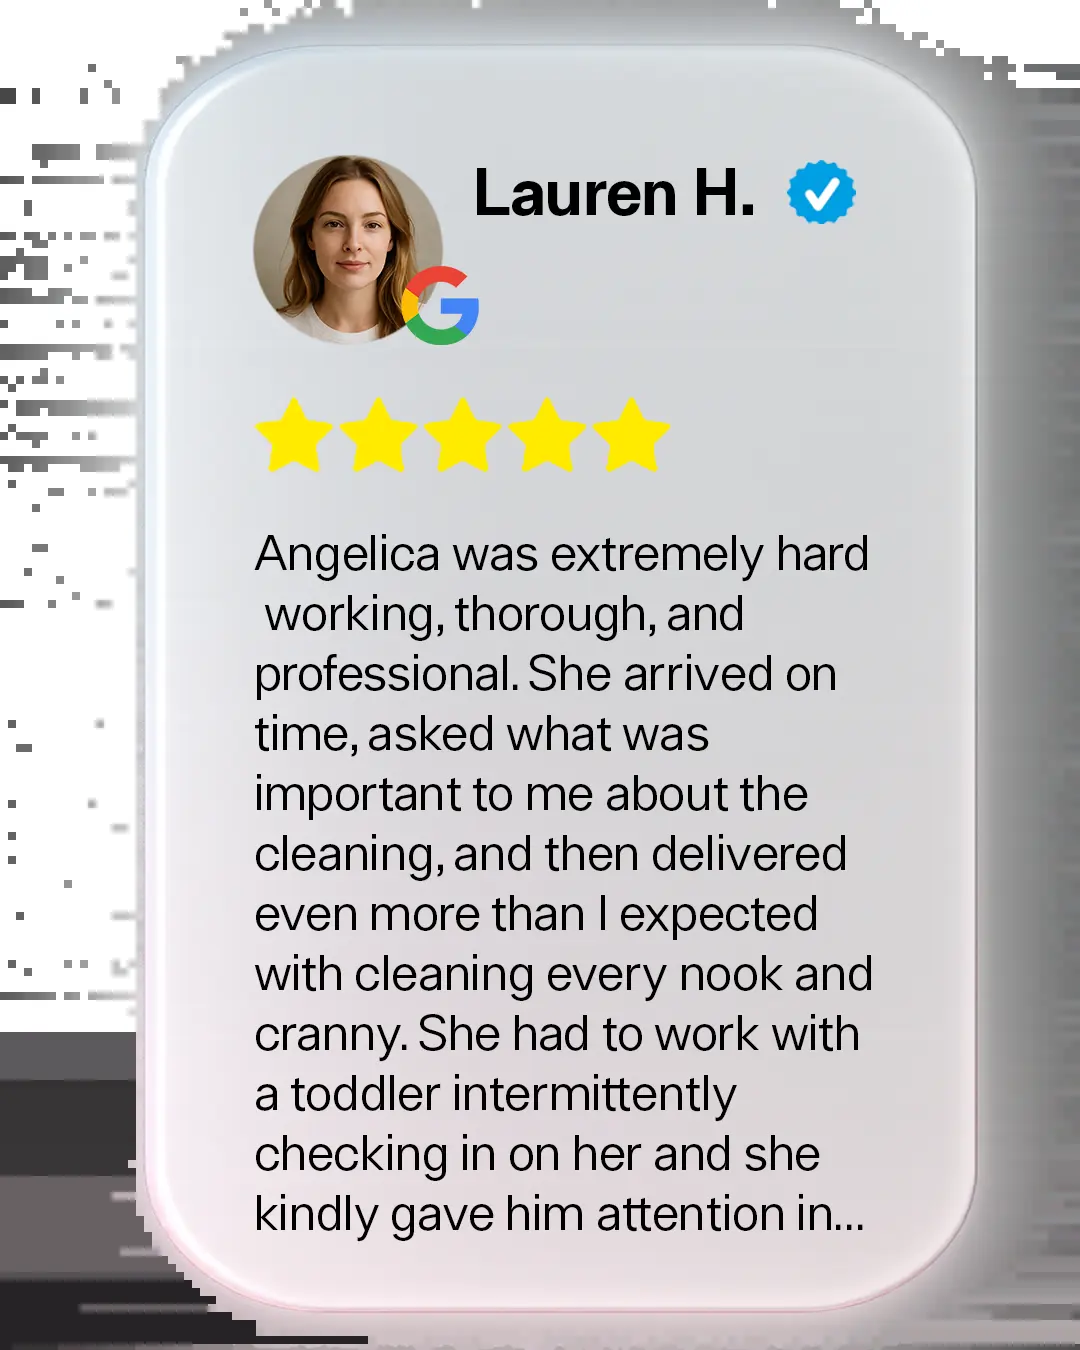 Lauren H.
Angelica was extremely hard
working, thorough, and
professional. She arrived on
time, asked what was
important to me about the
cleaning, and then delivered
even more than I expected
with cleaning every nook and
cranny. She had to work with
a toddler intermittently
checking in on her and she
kindly gave him attention in...